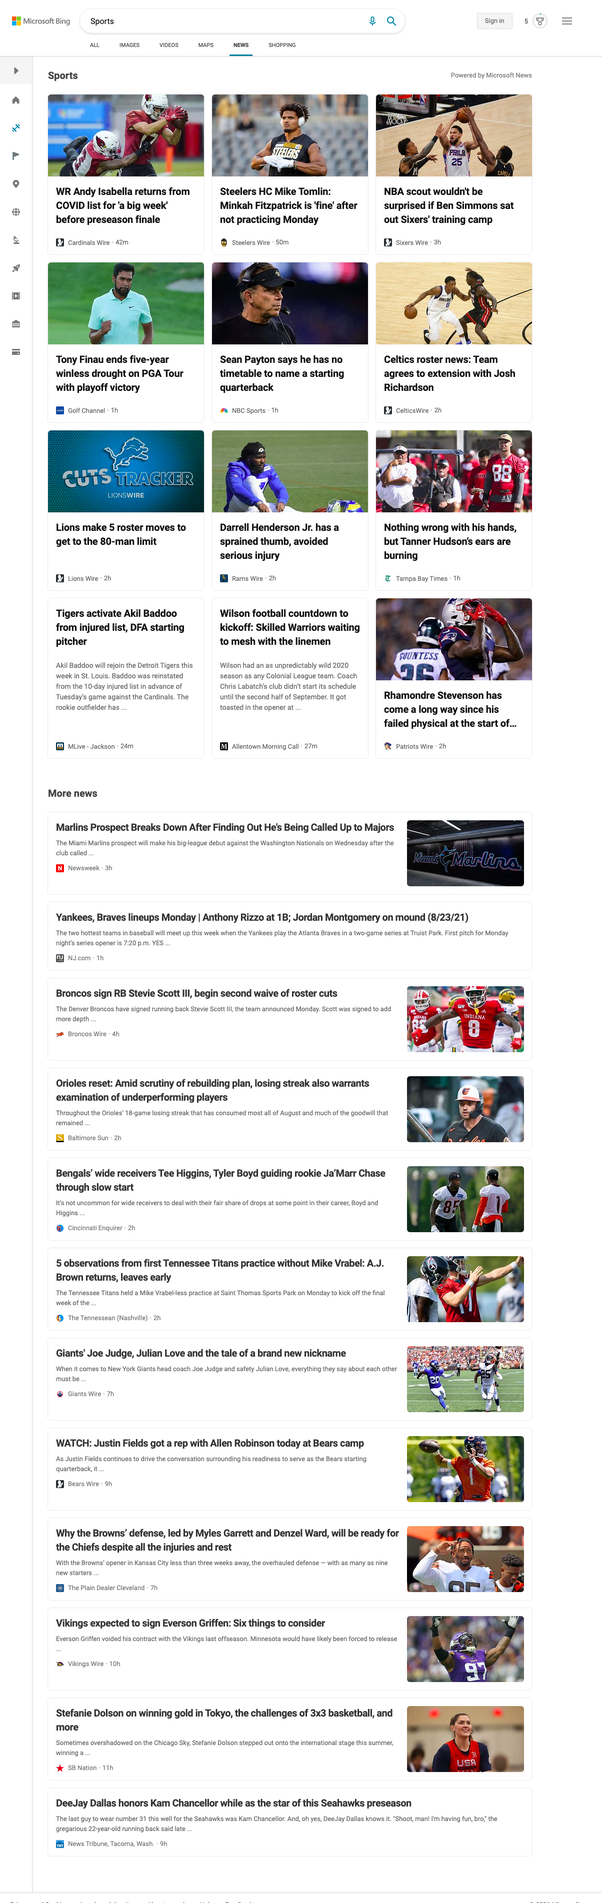 Microsoft Bing
Sports
Sign in
5
ALL IMAGES VIDEOS MAPS NEWS SHOPPING
Sports
Powered by Microsoft News
WR Andy Isabella returns from
COVID list for 'a big week'
before preseason finale
Cardinals Wire · 42m
Steelers HC Mike Tomlin:
Minkah Fitzpatrick is 'fine' after
not practicing Monday
Steelers Wire · 50m
PHILA
25
NBA scout wouldn't be
surprised if Ben Simmons sat
out Sixers' training camp
Sixers Wire · 3h
Tony Finau ends five-year
winless drought on PGA Tour
with playoff victory
Golf Channel · 1h
Sean Payton says he has no
timetable to name a starting
quarterback
NBC Sports · 1h
Celtics roster news: Team
agrees to extension with Josh
Richardson
CelticsWire · 2h
CUTS TRACKER
LIONSWIRE
Lions make 5 roster moves to
get to the 80-man limit
Lions Wire · 2h
Darrell Henderson Jr. has a
sprained thumb, avoided
serious injury
Rams Wire · 2h
88
Nothing wrong with his hands,
but Tanner Hudson's ears are
burning
Tampa Bay Times · 1h
Tigers activate Akil Baddoo
from injured list, DFA starting
pitcher
Akil Baddoo will rejoin the Detroit Tigers this
week in St. Louis. Baddoo was reinstated
from the 10-day injured list in advance of
Tuesday's game against the Cardinals. The
rookie outfielder has ...
MLive - Jackson · 24m
Wilson football countdown to
kickoff: Skilled Warriors waiting
to mesh with the linemen
Wilson had an as unpredictably wild 2020
season as any Colonial League team. Coach
Chris Labatch's club didn't start its schedule
until the second half of September. It got
toasted in the opener at ...
Allentown Morning Call · 27m
COUNTESS
Rhamondre Stevenson has
come a long way since his
failed physical at the start of...
Patriots Wire · 2h
More news
Marlins Prospect Breaks Down After Finding Out He's Being Called Up to Majors
The Miami Marlins prospect will make his big-league debut against the Washington Nationals on Wednesday after the
club called ...
Newsweek · 3h
Miami Marlins
Yankees, Braves lineups Monday | Anthony Rizzo at 1B; Jordan Montgomery on mound (8/23/21)
The two hottest teams in baseball will meet up this week when the Yankees play the Atlanta Braves in a two-game series at Truist Park. First pitch for Monday
night's series opener is 7:20 p.m. YES ...
NJ.com · 1h
Broncos sign RB Stevie Scott III, begin second waive of roster cuts
The Denver Broncos have signed running back Stevie Scott III, the team announced Monday. Scott was signed to add
more depth ...
Broncos Wire · 4h
INDIANA
8
Orioles reset: Amid scrutiny of rebuilding plan, losing streak also warrants
examination of underperforming players
Throughout the Orioles' 18-game losing streak that has consumed most all of August and much of the goodwill that
remained ...
Baltimore Sun · 2h
Bengals' wide receivers Tee Higgins, Tyler Boyd guiding rookie Ja'Marr Chase
through slow start
It's not uncommon for wide receivers to deal with their fair share of drops at some point in their career, Boyd and
Higgins ...
Cincinnati Enquirer · 2h
85
1
5 observations from first Tennessee Titans practice without Mike Vrabel: A.J.
Brown returns, leaves early
The Tennessee Titans held a Mike Vrabel-less practice at Saint Thomas Sports Park on Monday to kick off the final
week of the ...
The Tennessean (Nashville) · 2h
Giants' Joe Judge, Julian Love and the tale of a brand new nickname
When it comes to New York Giants head coach Joe Judge and safety Julian Love, everything they say about each other
must be ...
Giants Wire · 7h
WATCH: Justin Fields got a rep with Allen Robinson today at Bears camp
As Justin Fields continues to drive the conversation surrounding his readiness to serve as the Bears starting
quarterback, it ...
Bears Wire · 9h
1
Why the Browns' defense, led by Myles Garrett and Denzel Ward, will be ready for
the Chiefs despite all the injuries and rest
With the Browns' opener in Kansas City less than three weeks away, the overhauled defense — with as many as nine
new starters ...
The Plain Dealer Cleveland · 7h
95
Vikings expected to sign Everson Griffen: Six things to consider
Everson Griffen voided his contract with the Vikings last offseason. Minnesota would have likely been forced to release
...
Vikings Wire · 10h
97
Stefanie Dolson on winning gold in Tokyo, the challenges of 3x3 basketball, and
more
Sometimes overshadowed on the Chicago Sky, Stefanie Dolson stepped out onto the international stage this summer,
winning a ...
SB Nation · 11h
USA
DeeJay Dallas honors Kam Chancellor while as the star of this Seahawks preseason
The last guy to wear number 31 this well for the Seahawks was Kam Chancellor. And, oh yes, DeeJay Dallas knows it. "Shoot, man! I'm having fun, bro," the
gregarious 22-year-old running back said late ...
News Tribune, Tacoma, Wash. · 9h